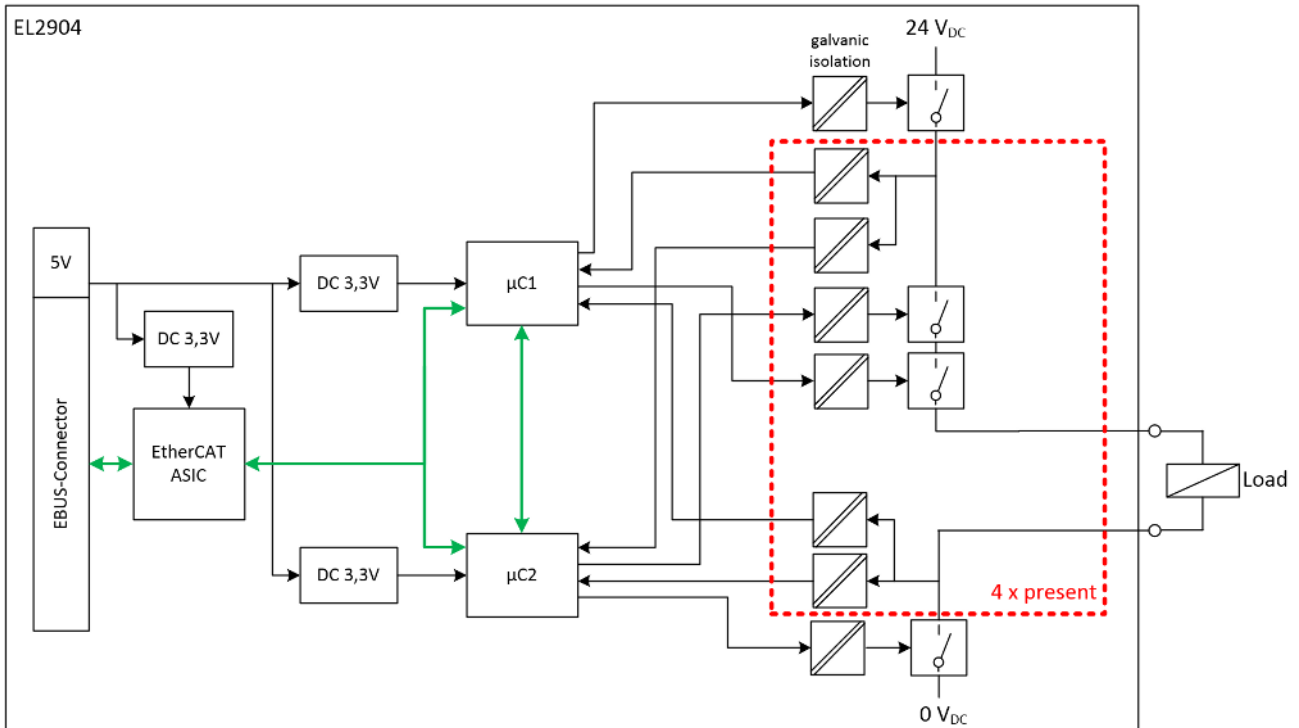 EL2904
24 V_DC
galvanic
isolation
5V
DC 3,3V
µC1
DC 3,3V
EBUS-Connector
EtherCAT
ASIC
Load
DC 3,3V
µC2
4 x present
0 V_DC